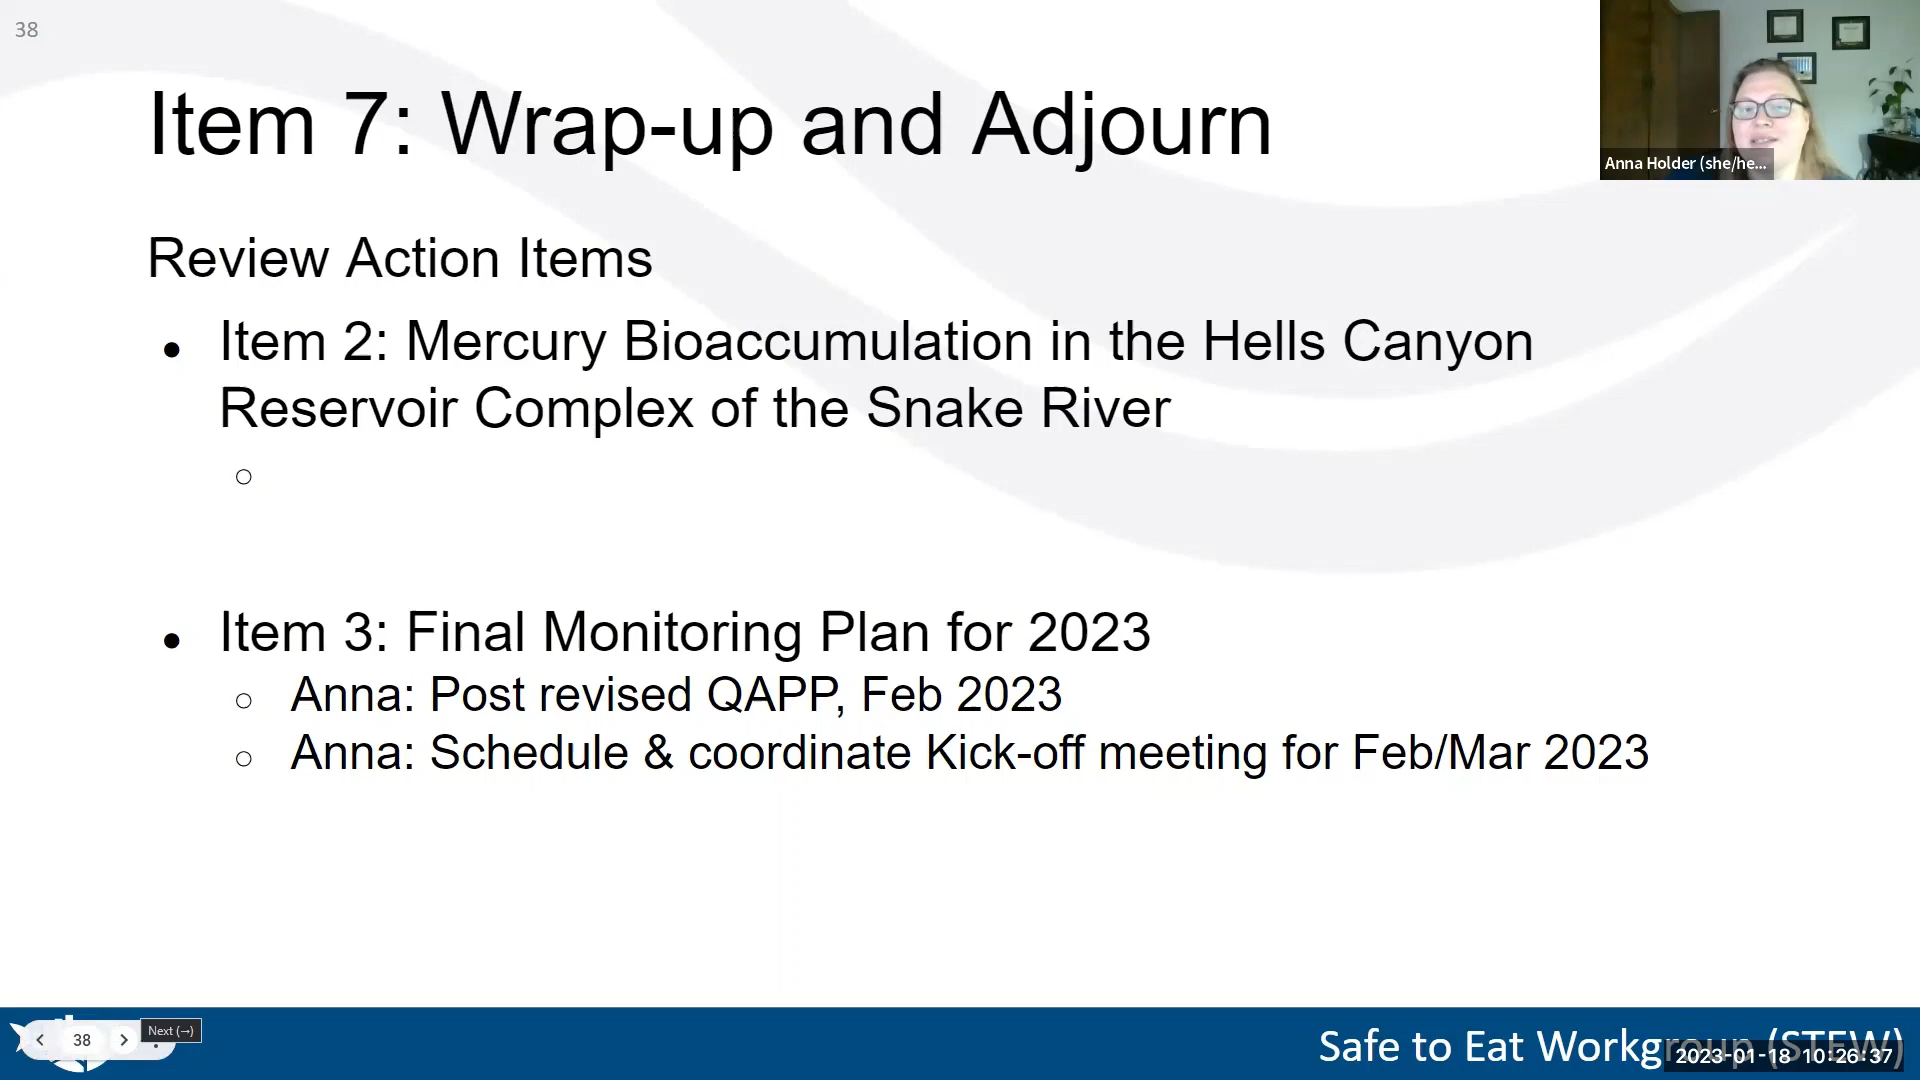 38
Item 7: Wrap-up and Adjourn
Anna Holder (she/he...
Review Action Items
● Item 2: Mercury Bioaccumulation in the Hells Canyon
Reservoir Complex of the Snake River
○
● Item 3: Final Monitoring Plan for 2023
○ Anna: Post revised QAPP, Feb 2023
○ Anna: Schedule & coordinate Kick-off meeting for Feb/Mar 2023
38
Next (→)
Safe to Eat Workgroup (STEW)
2023-01-18 10:26:37